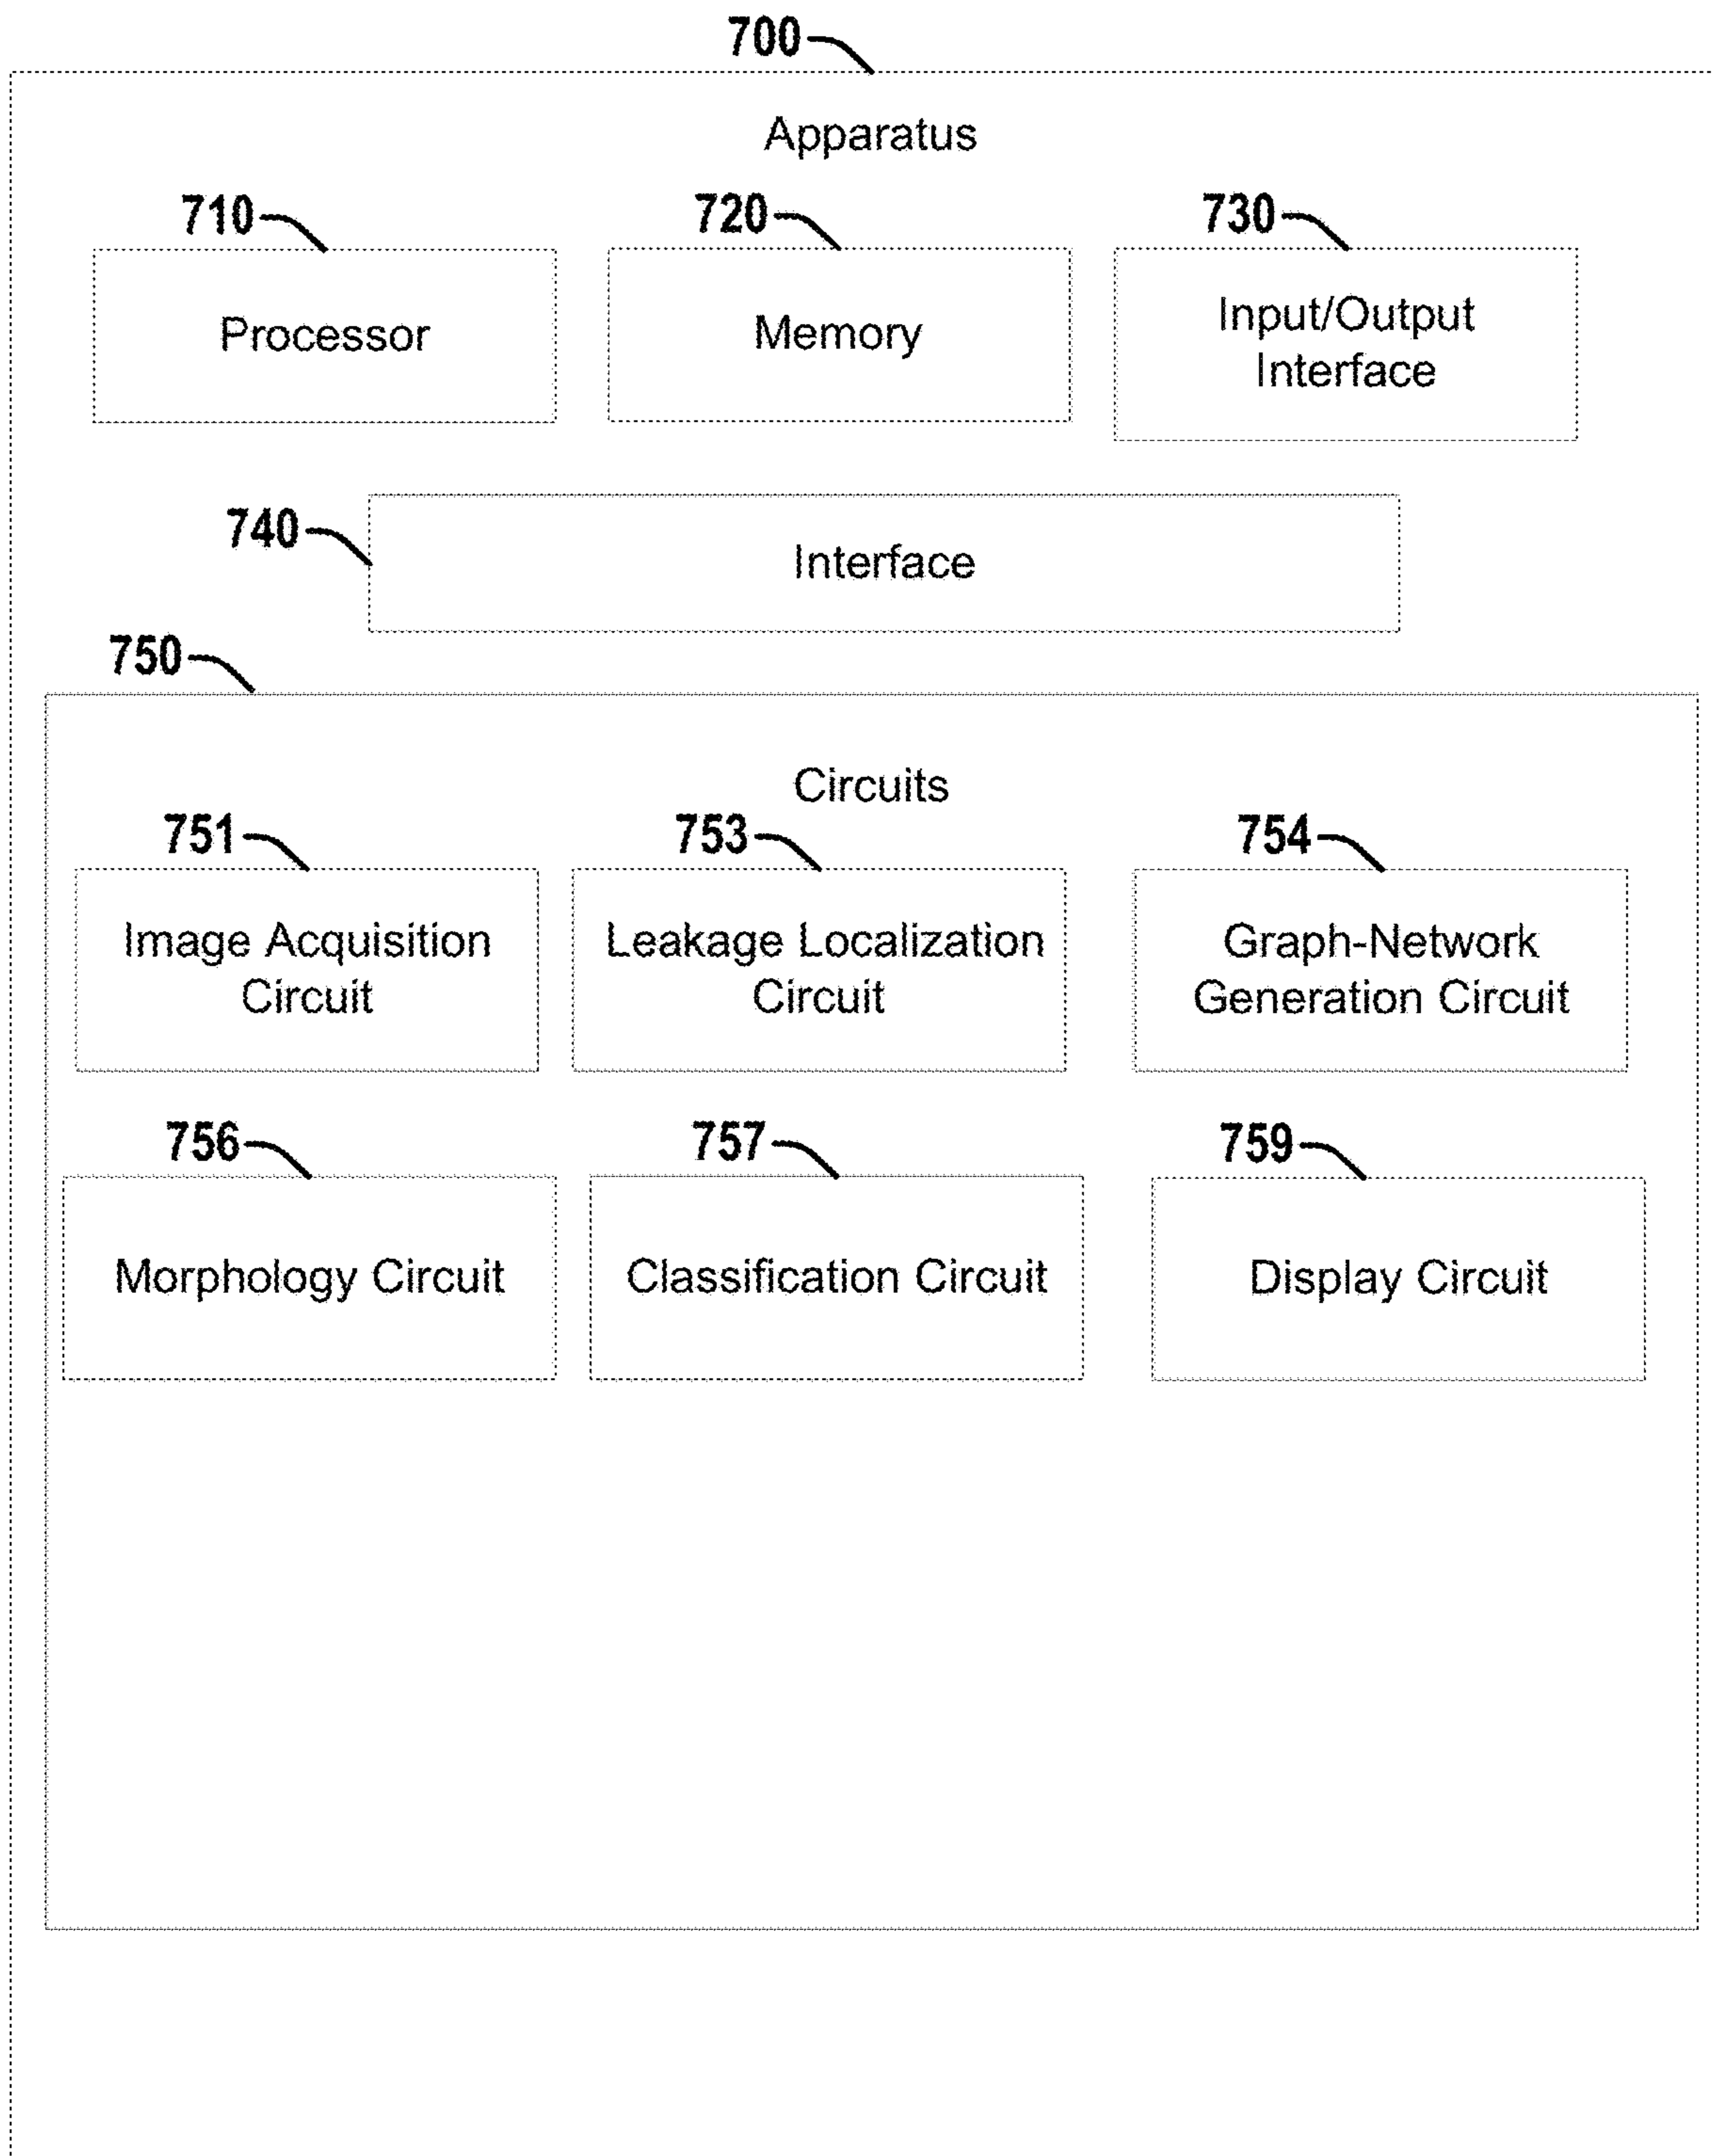 700
Apparatus
710
720
730
Processor
Memory
Input/Output
Interface
740
Interface
750
Circuits
751
753
754
Image Acquisition
Circuit
Leakage Localization
Circuit
Graph-Network
Generation Circuit
756
757
759
Morphology Circuit
Classification Circuit
Display Circuit